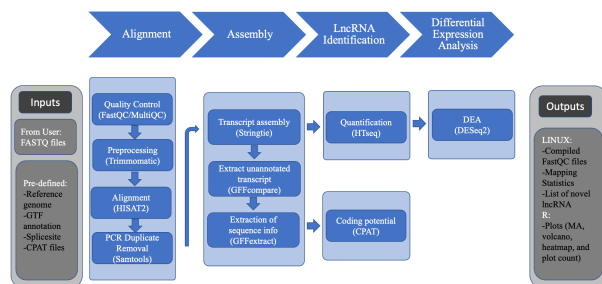 Alignment
Assembly
LncRNA
Identification
Differential
Expression
Analysis
Inputs
From User:
FASTQ files
Pre-defined:
-Reference
genome
-GTF
annotation
-Splicesite
-CPAT files
Quality Control
(FastQC/MultiQC)
Preprocessing
(Trimmomatic)
Alignment
(HISAT2)
PCR Duplicate
Removal
(Samtools)
Transcript assembly
(Stringtie)
Extract unannotated
transcript
(GFFcompare)
Extraction of
sequence info
(GFFextract)
Quantification
(HTseq)
Coding potential
(CPAT)
DEA
(DESeq2)
Outputs
LINUX:
-Compiled
FastQC files
-Mapping
Statistics
-List of novel
lncRNA
R:
-Plots (MA,
volcano,
heatmap, and
plot count)